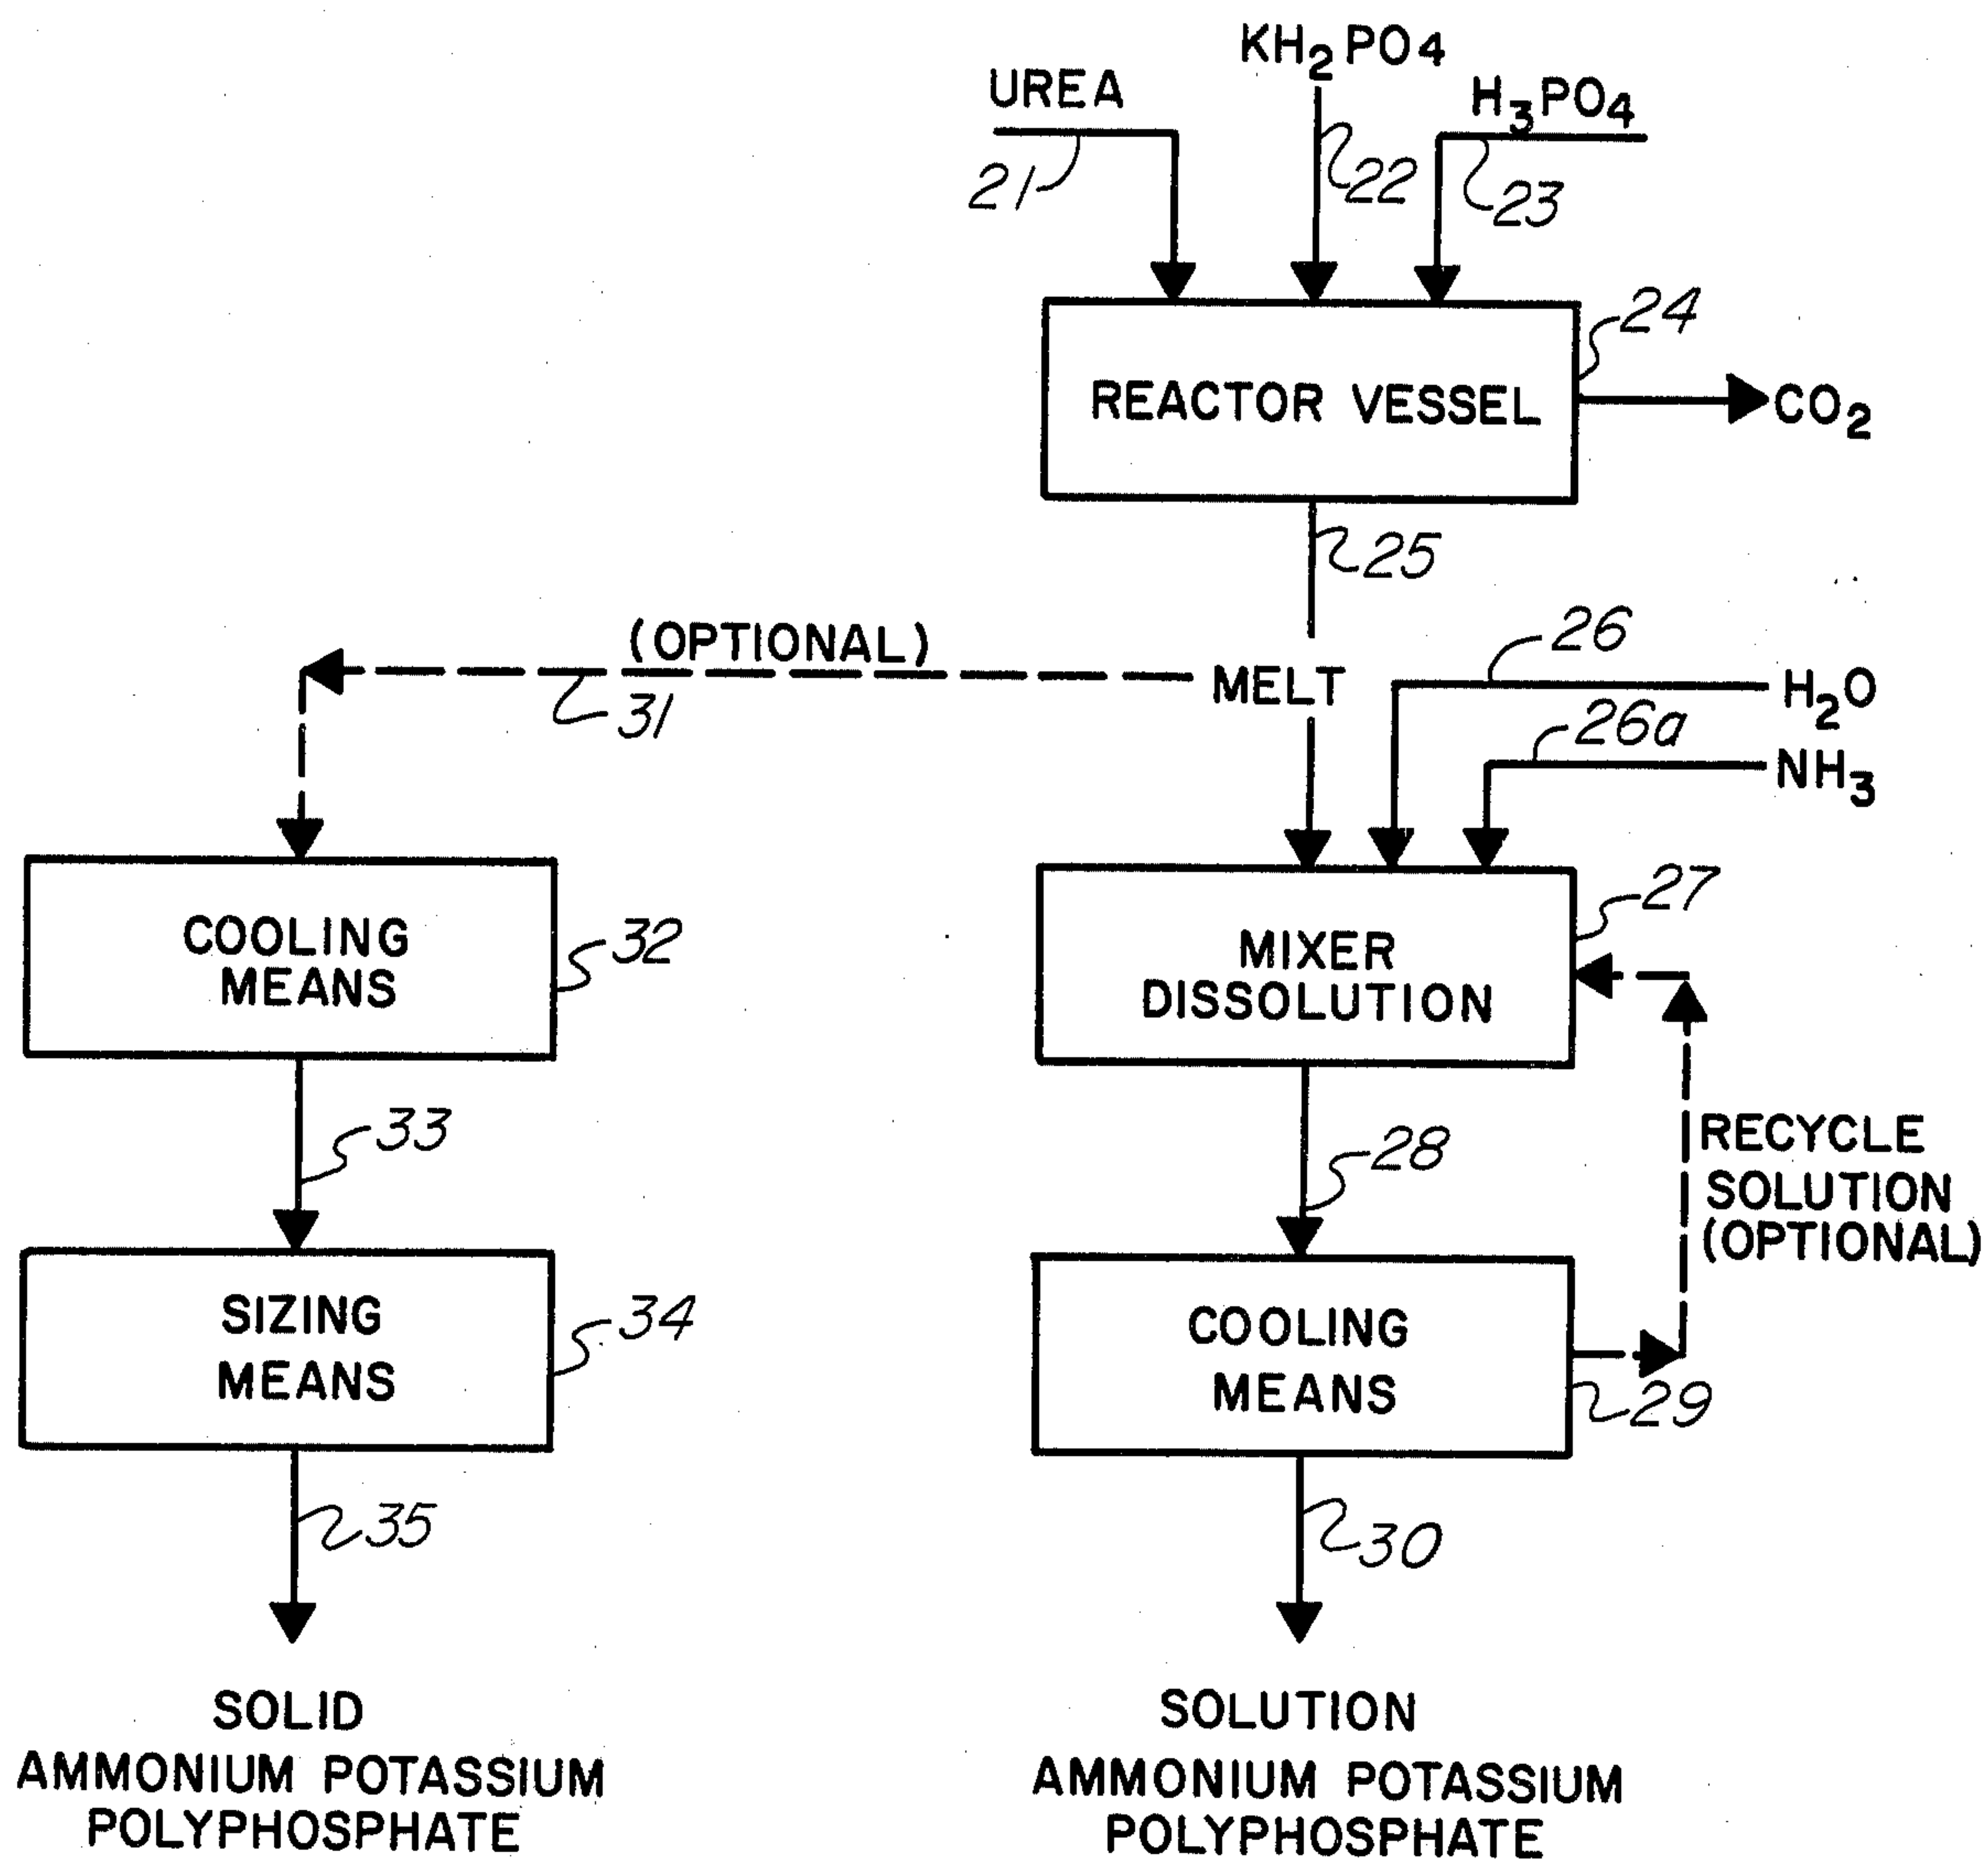 KH2PO4
UREA
H3PO4
21
22
23
24
REACTOR VESSEL
CO2
25
(OPTIONAL)
26
MELT
H2O
31
26a
NH3
27
COOLING
MEANS
32
MIXER
DISSOLUTION
33
28
RECYCLE
SOLUTION
(OPTIONAL)
SIZING
MEANS
34
COOLING
MEANS
29
35
30
SOLID
AMMONIUM POTASSIUM
POLYPHOSPHATE
SOLUTION
AMMONIUM POTASSIUM
POLYPHOSPHATE